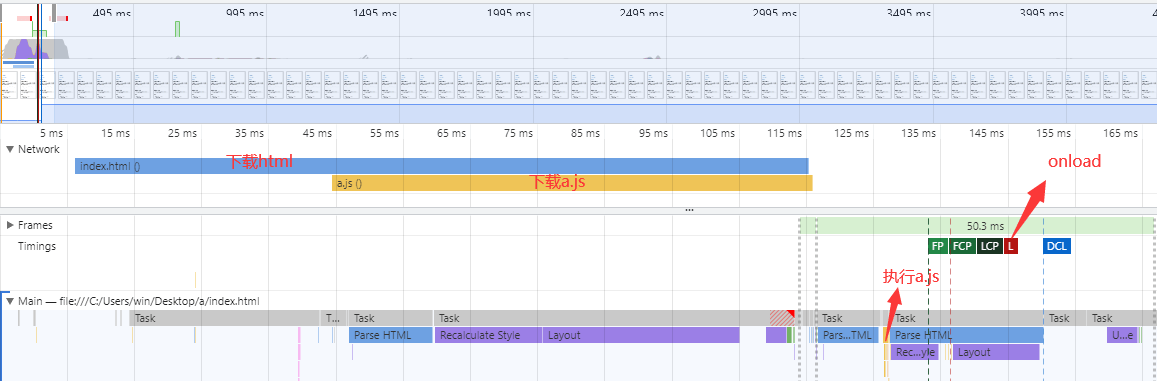 495 ms 995 ms 1495 ms 1995 ms 2495 ms 2995 ms 3495 ms 3995 ms 4
5 ms 15 ms 25 ms 35 ms 45 ms 55 ms 65 ms 75 ms 85 ms 95 ms 105 ms 115 ms 125 ms 135 ms 145 ms 155 ms 165 ms
▼ Network
index.html () 下载html
onload
a.js () 下载a.js
...
▶ Frames 50.3 ms
Timings FP FCP LCP L DCL
执行a.js
▼ Main — file:///C:/Users/win/Desktop/a/index.html
Task T... Task Task Task Task Task Task
Parse HTML Recalculate Style Layout Pars...TML Parse HTML U...e
Rec...yle Layout